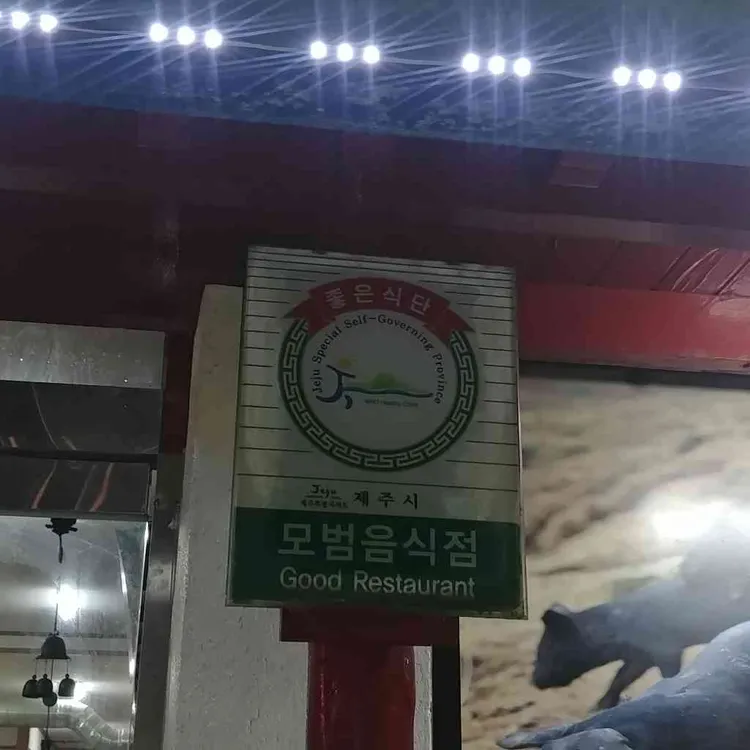 좋은식단
Jeju Special Self-Governing Province
Jeju 제주시
모범음식점
Good Restaurant